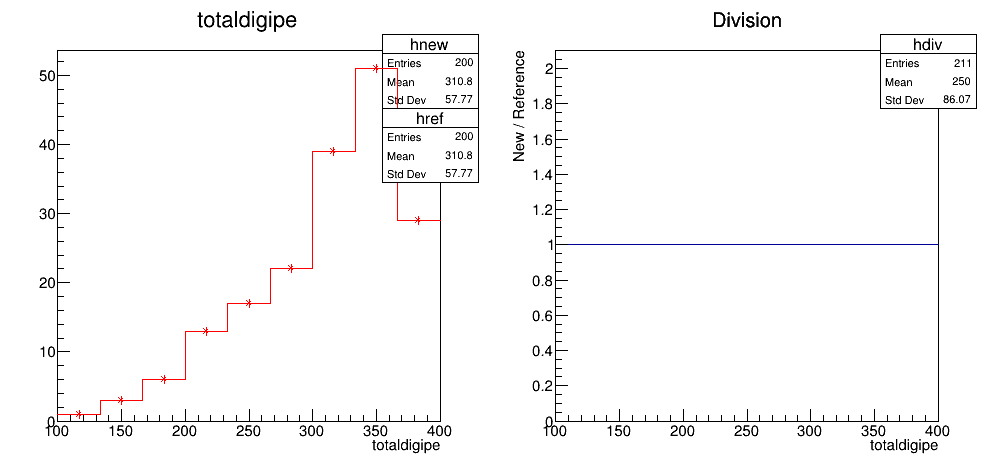 totaldigipe
hnew
Entries 200
Mean 310.8
Std Dev 57.77
href
Entries 200
Mean 310.8
Std Dev 57.77
50
40
30
20
10
0
100 150 200 250 300 350 400
totaldigipe
Division
hdiv
Entries 211
Mean 250
Std Dev 86.07
New / Reference
2
1.8
1.6
1.4
1.2
1
0.8
0.6
0.4
0.2
0
100 150 200 250 300 350 400
totaldigipe